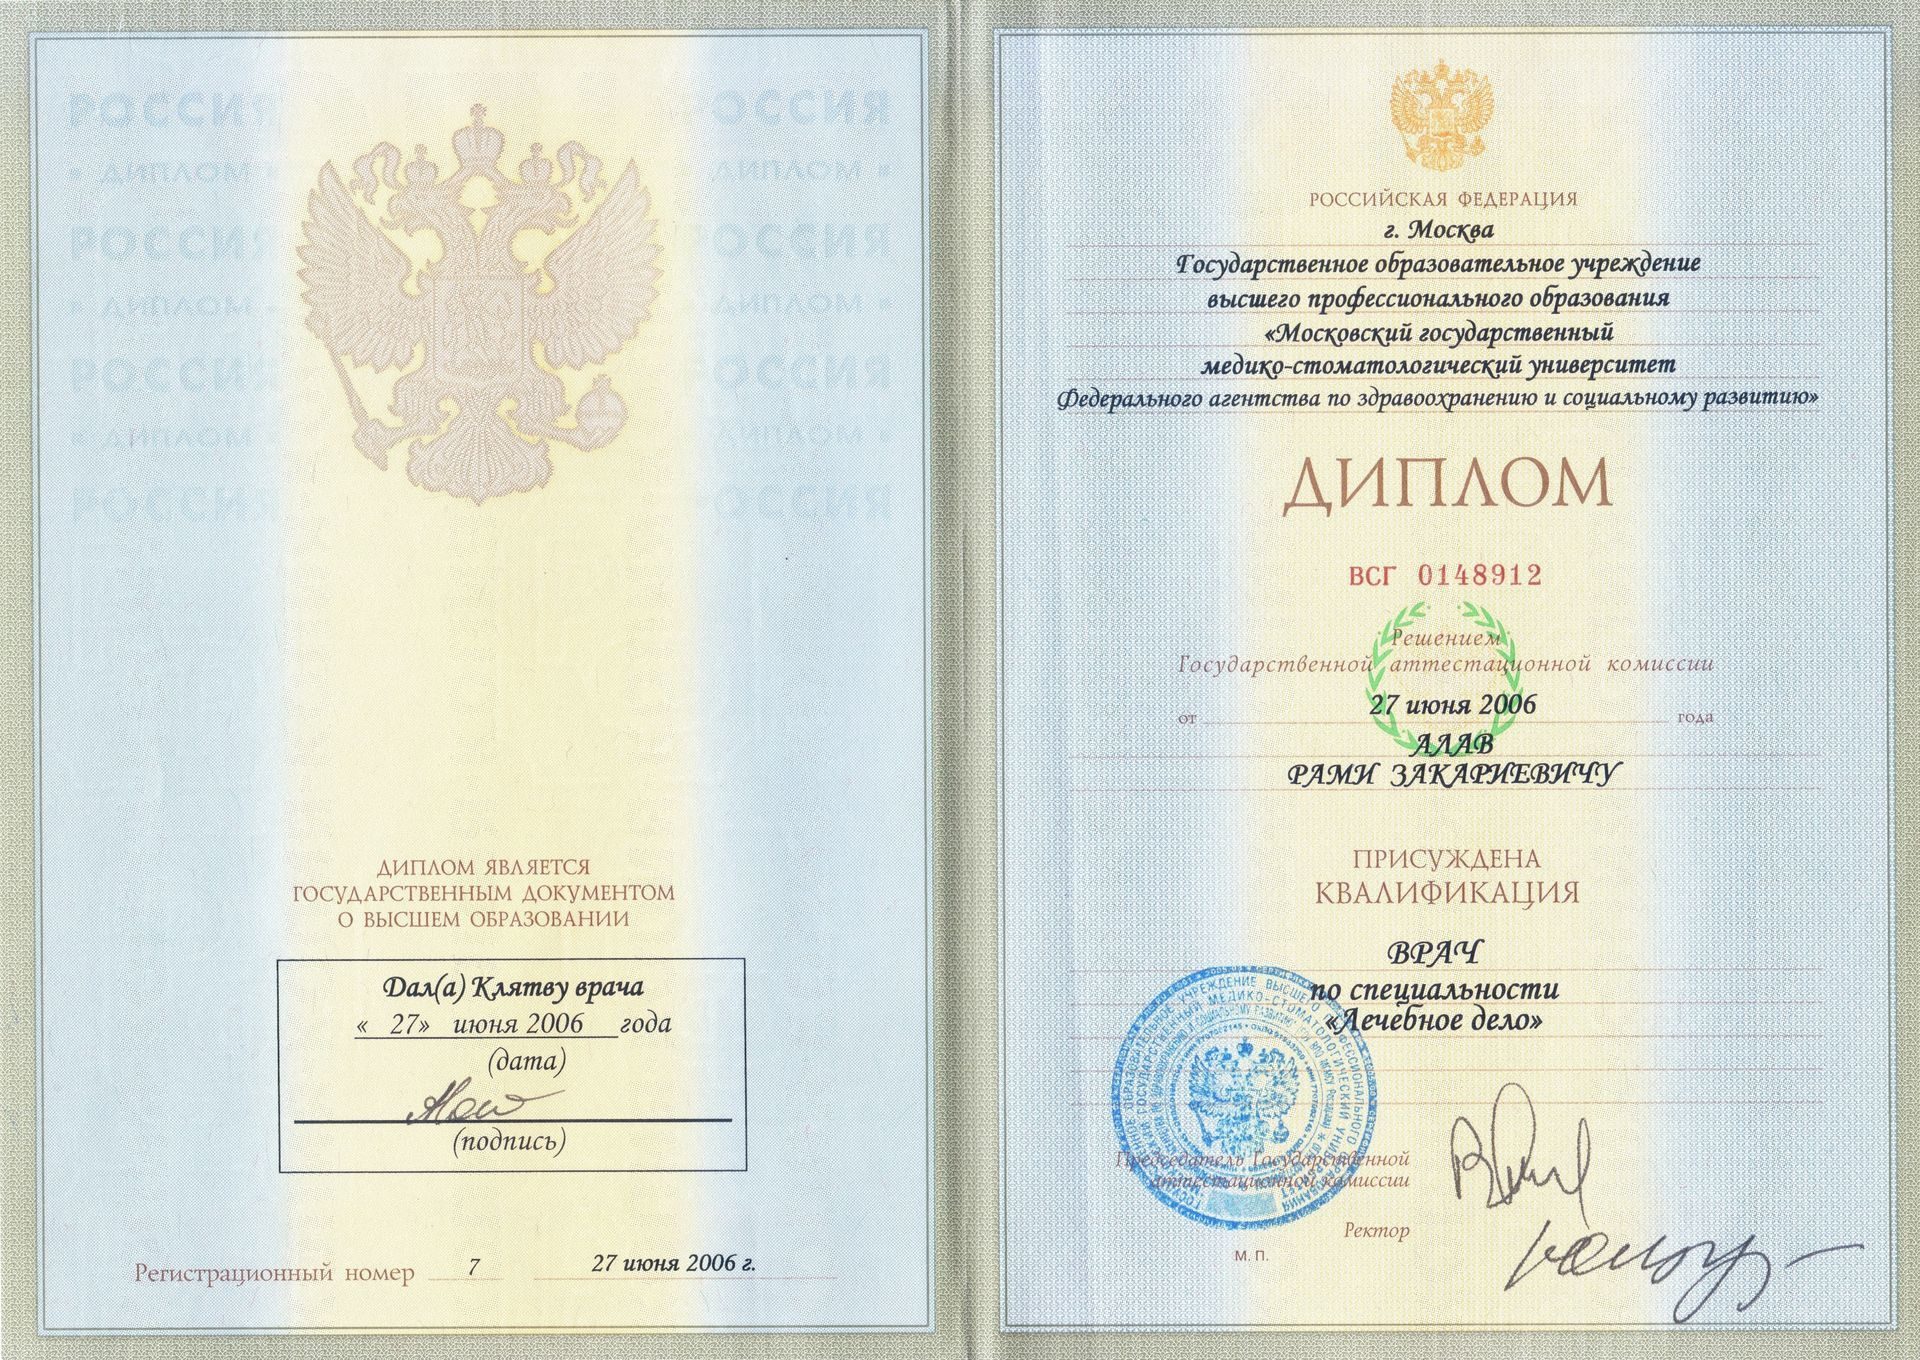 РОССИЯ
ДИПЛОМ
РОССИЯ
ДИПЛОМ
РОССИЯ
ДИПЛОМ
РОССИЯ
РОССИЯ
ДИПЛОМ
РОССИЯ
ДИПЛОМ
РОССИЯ
ДИПЛОМ
РОССИЯ
ДИПЛОМ ЯВЛЯЕТСЯ
ГОСУДАРСТВЕННЫМ ДОКУМЕНТОМ
О ВЫСШЕМ ОБРАЗОВАНИИ
Дал(а) Клятву врача
« 27» июня 2006 года
(дата)
(подпись)
Регистрационный номер 7 27 июня 2006 г.
РОССИЙСКАЯ ФЕДЕРАЦИЯ
г. Москва
Государственное образовательное учреждение
высшего профессионального образования
«Московский государственный
медико-стоматологический университет
Федерального агентства по здравоохранению и социальному развитию»
ДИПЛОМ
ВСГ 0148912
Решением
Государственной аттестационной комиссии
от 27 июня 2006 года
АЛАВ
РАМИ ЗАКАРИЕВИЧУ
ПРИСУЖДЕНА
КВАЛИФИКАЦИЯ
ВРАЧ
по специальности
«Лечебное дело»
Председатель Государственной
аттестационной комиссии
Ректор
М. П.